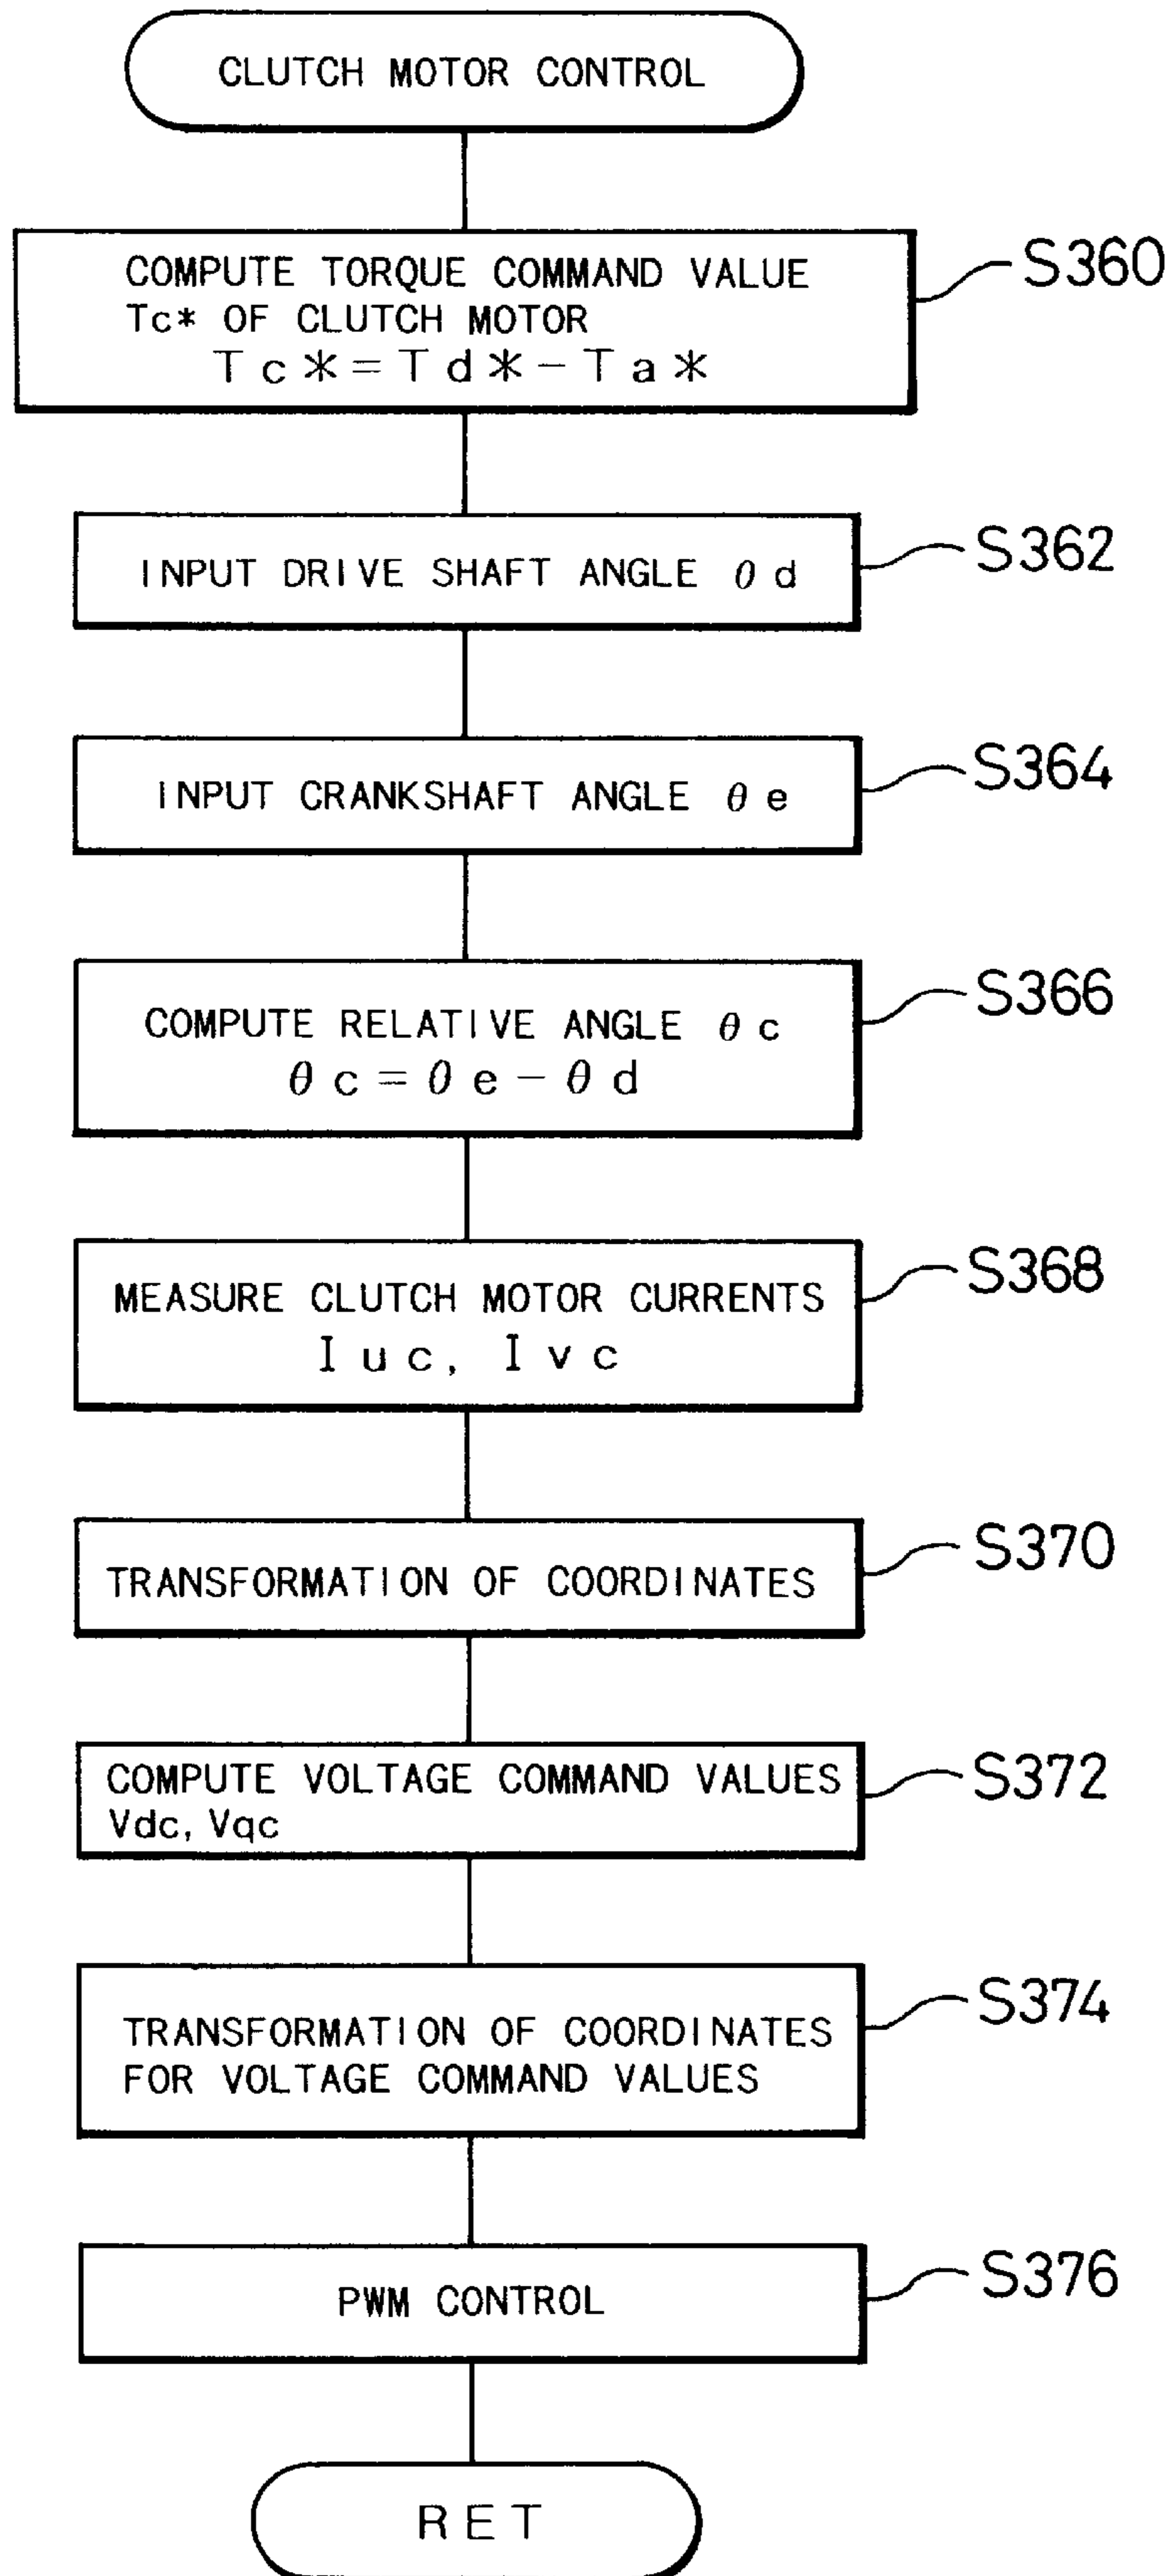 CLUTCH MOTOR CONTROL
COMPUTE TORQUE COMMAND VALUE
Tc* OF CLUTCH MOTOR
Tc*=Td*-Ta*
S360
INPUT DRIVE SHAFT ANGLE θd
S362
INPUT CRANKSHAFT ANGLE θe
S364
COMPUTE RELATIVE ANGLE θc
θc=θe-θd
S366
MEASURE CLUTCH MOTOR CURRENTS
Iuc, Ivc
S368
TRANSFORMATION OF COORDINATES
S370
COMPUTE VOLTAGE COMMAND VALUES
Vdc, Vqc
S372
TRANSFORMATION OF COORDINATES
FOR VOLTAGE COMMAND VALUES
S374
PWM CONTROL
S376
RET